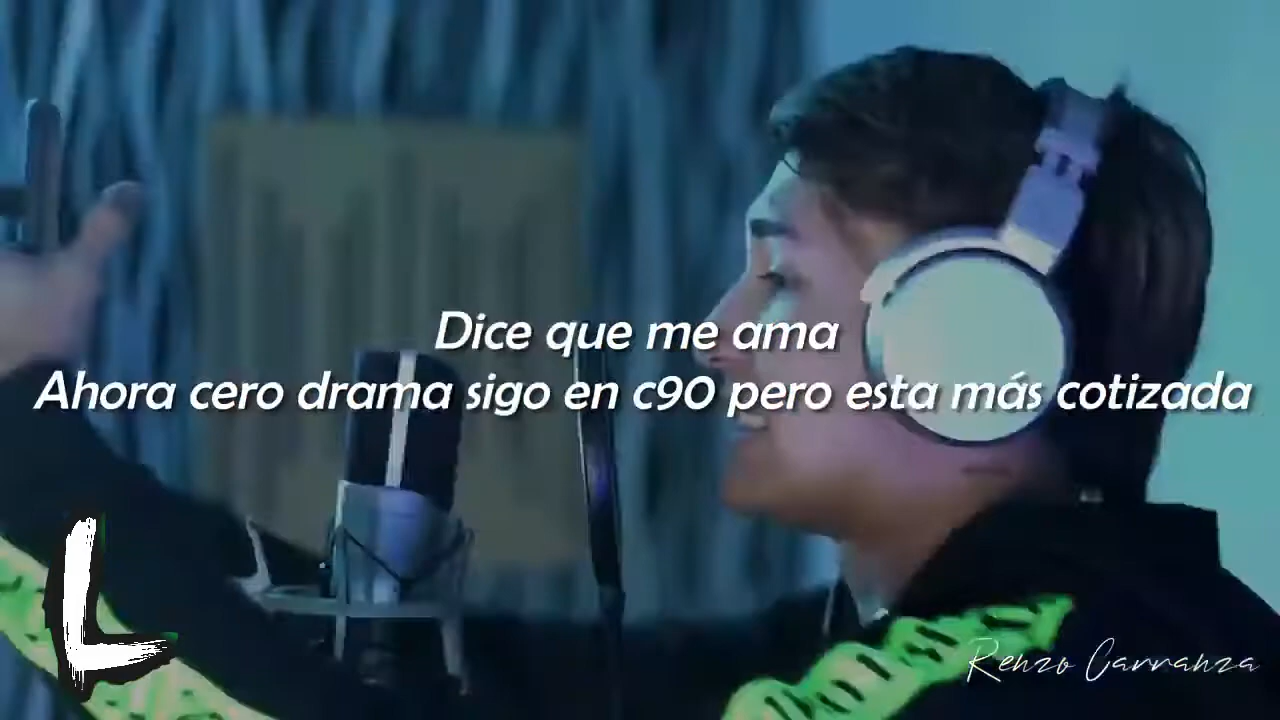 Dice que me ama
Ahora cero drama sigo en c90 pero esta más cotizada
L
Renzo Carranza